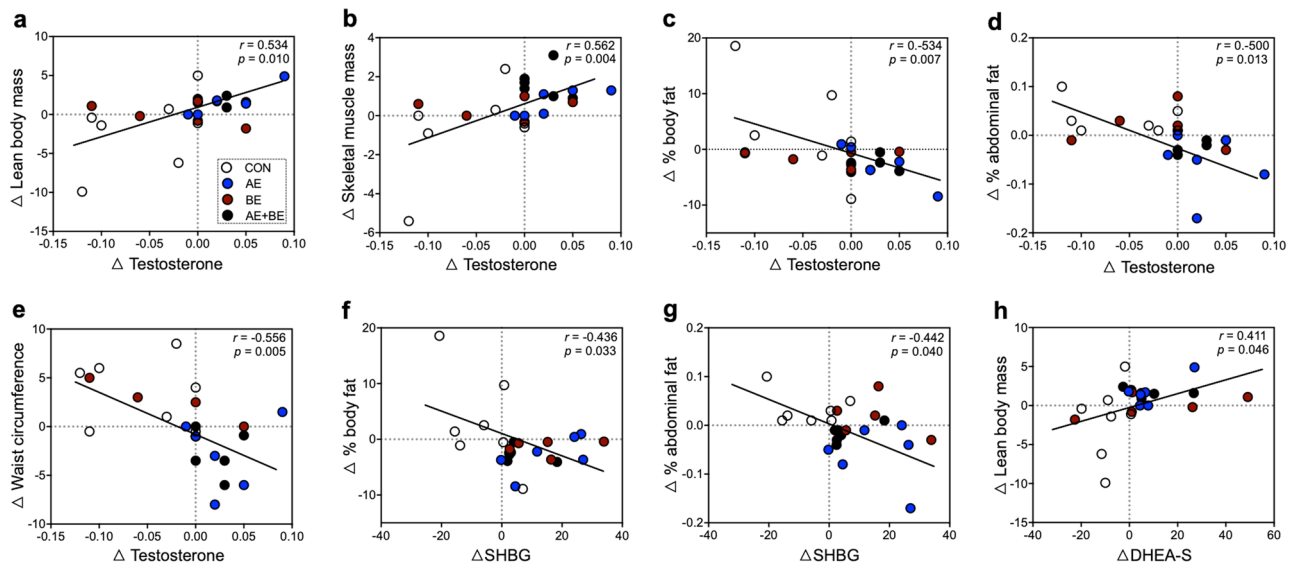 a
r = 0.534
p = 0.010
Δ Lean body mass
10
5
0
-5
-10
-15
-0.15 -0.10 -0.05 0.00 0.05 0.10
CON
AE
BE
AE+BE
Δ Testosterone
b
r = 0.562
p = 0.004
Δ Skeletal muscle mass
4
2
0
-2
-4
-6
-0.15 -0.10 -0.05 0.00 0.05 0.10
Δ Testosterone
c
r = 0.-534
p = 0.007
Δ % body fat
20
10
0
-10
-0.15 -0.10 -0.05 0.00 0.05 0.10
Δ Testosterone
d
r = 0.-500
p = 0.013
Δ % abdominal fat
0.2
0.1
0.0
-0.1
-0.2
-0.15 -0.10 -0.05 0.00 0.05 0.10
Δ Testosterone
e
r = -0.556
p = 0.005
Δ Waist circumference
10
5
0
-5
-10
-0.15 -0.10 -0.05 0.00 0.05 0.10
Δ Testosterone
f
r = -0.436
p = 0.033
Δ % body fat
20
10
0
-10
-40 -20 0 20 40
ΔSHBG
g
r = -0.442
p = 0.040
Δ % abdominal fat
0.2
0.1
0.0
-0.1
-0.2
-40 -20 0 20 40
ΔSHBG
h
r = 0.411
p = 0.046
Δ Lean body mass
10
5
0
-5
-10
-15
-40 -20 0 20 40 60
ΔDHEA-S